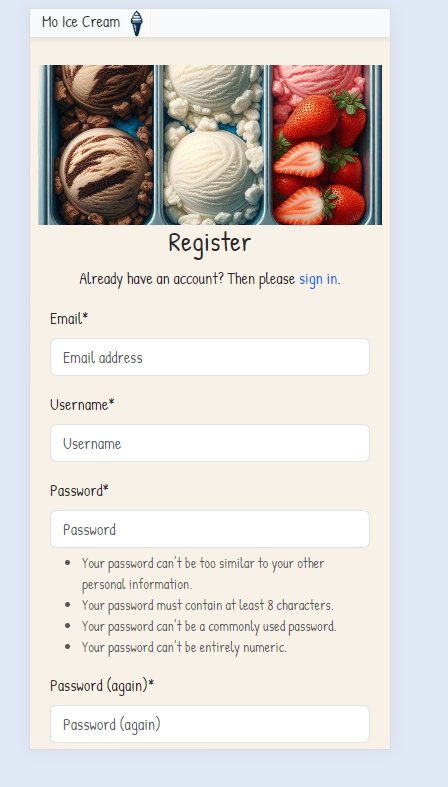 Mo Ice Cream
Register
Already have an account? Then please sign in.
Email*
Email address
Username*
Username
Password*
Password
Your password can't be too similar to your other
personal information.
Your password must contain at least 8 characters.
Your password can't be a commonly used password.
Your password can't be entirely numeric.
Password (again)*
Password (again)